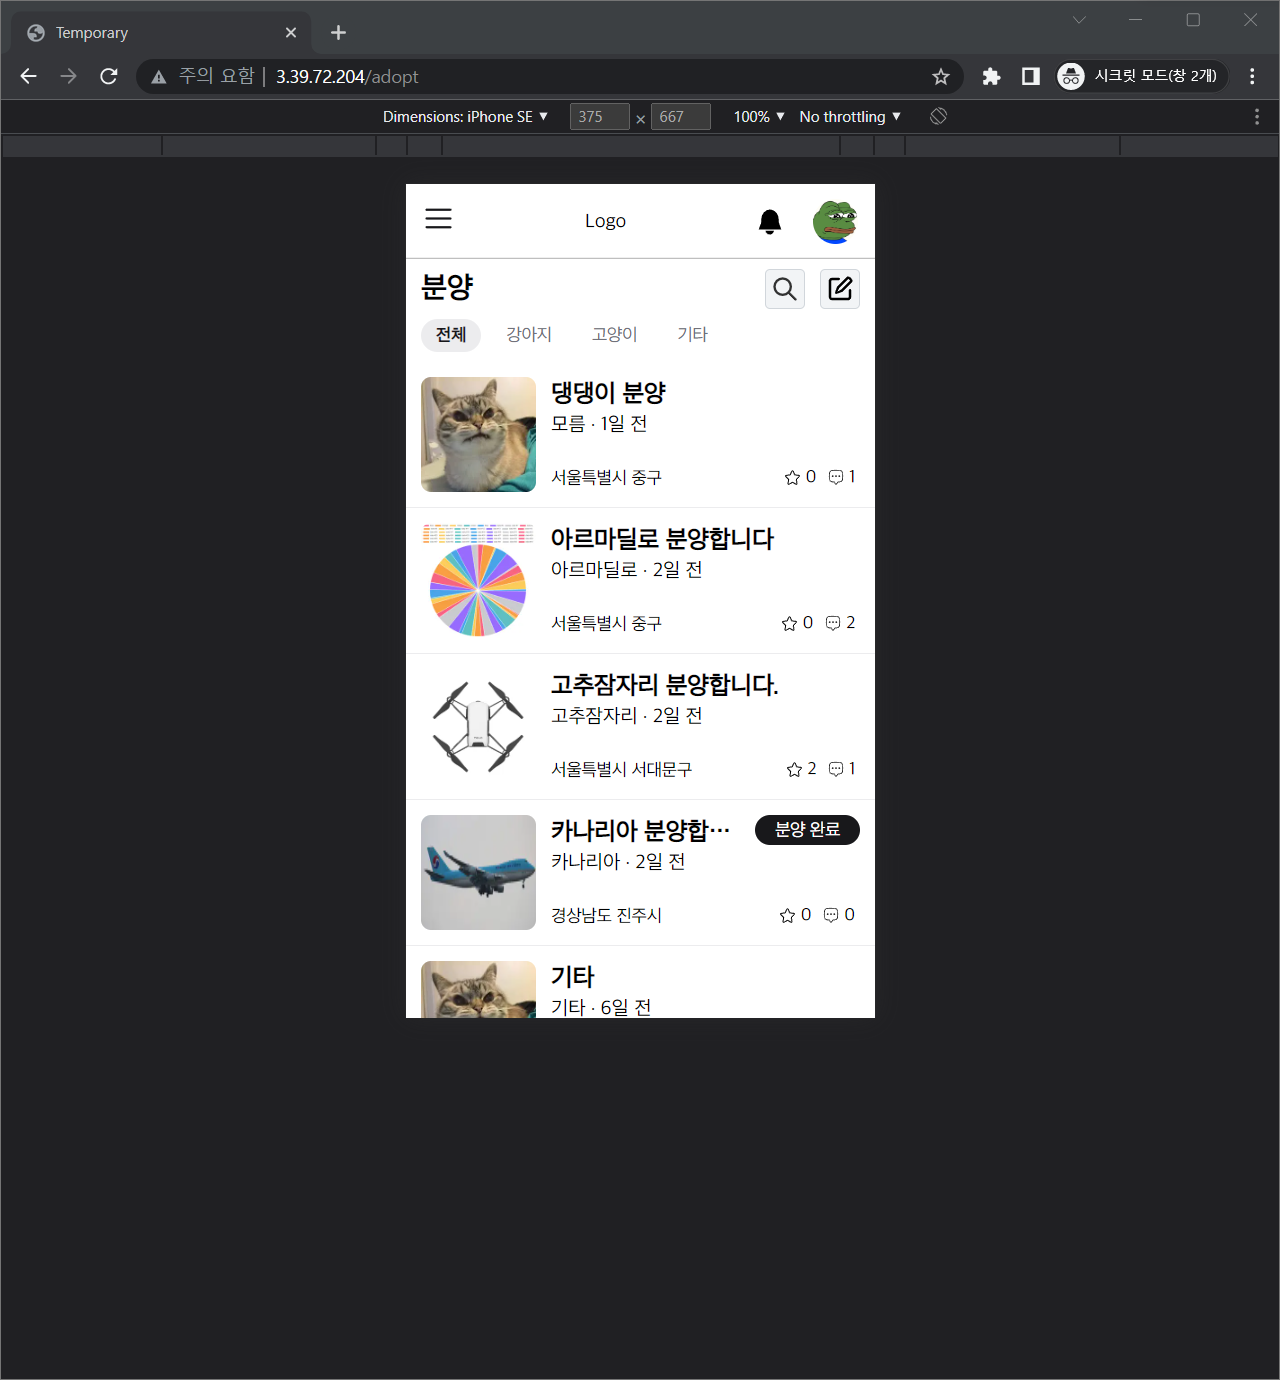 Temporary
주의 요함 | 3.39.72.204/adopt
시크릿 모드(창 2개)
Dimensions: iPhone SE ▼ 375 × 667 100% ▼ No throttling ▼
Logo
분양
전체 강아지 고양이 기타
댕댕이 분양
모름 · 1일 전
서울특별시 중구 0 1
아르마딜로 분양합니다
아르마딜로 · 2일 전
서울특별시 중구 0 2
고추잠자리 분양합니다.
고추잠자리 · 2일 전
서울특별시 서대문구 2 1
카나리아 분양합… 분양 완료
카나리아 · 2일 전
경상남도 진주시 0 0
기타
기타 · 6일 전